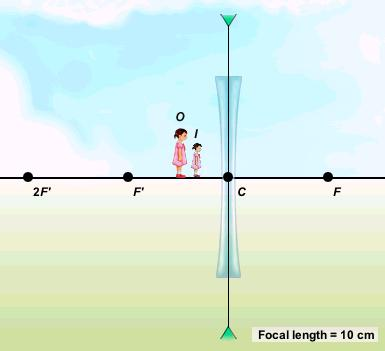 O
I
2F'
F'
C
F
Focal length = 10 cm